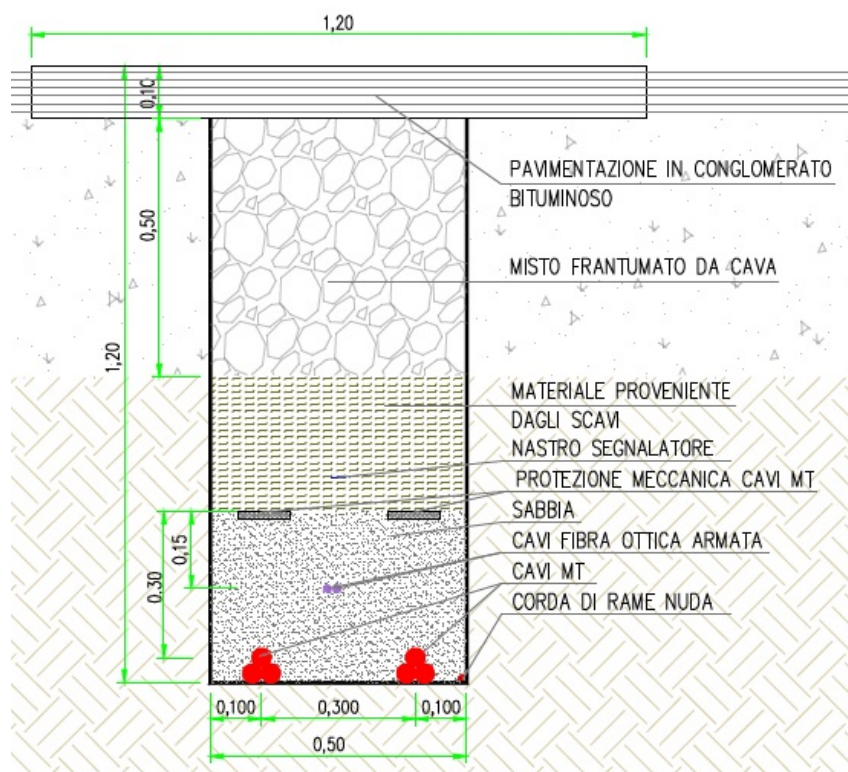 1,20
0,10
PAVIMENTAZIONE IN CONGLOMERATO
BITUMINOSO
0,50
MISTO FRANTUMATO DA CAVA
1,20
MATERIALE PROVENIENTE
DAGLI SCAVI
NASTRO SEGNALATORE
PROTEZIONE MECCANICA CAVI MT
SABBIA
0,15
CAVI FIBRA OTTICA ARMATA
0.30
CAVI MT
CORDA DI RAME NUDA
0,100 0,300 0,100
0,50